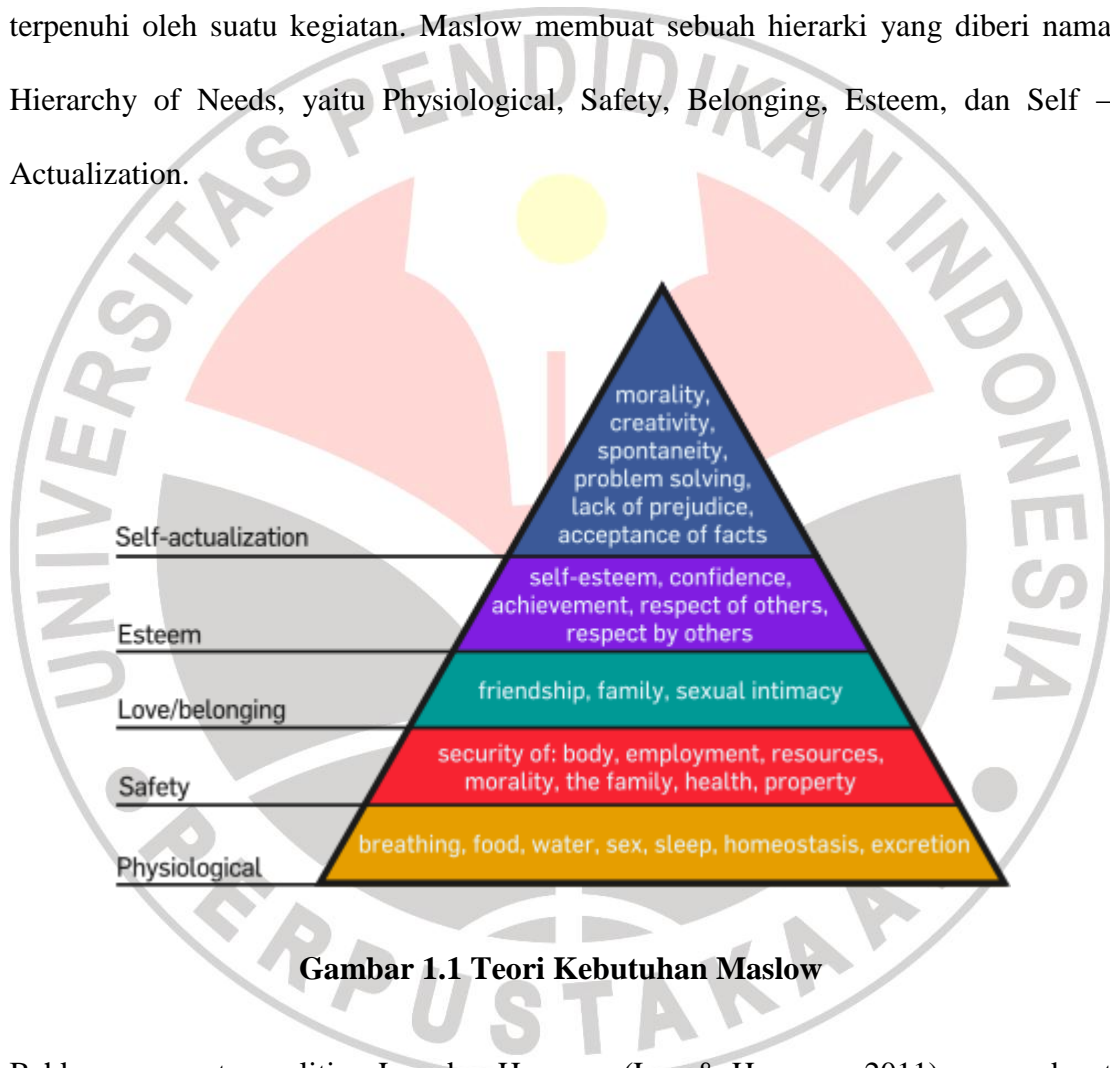 terpenuhi oleh suatu kegiatan. Maslow membuat sebuah hierarki yang diberi nama
Hierarchy of Needs, yaitu Physiological, Safety, Belonging, Esteem, dan Self –
Actualization.
UNIVERSITAS PENDIDIKAN INDONESIA
morality,
creativity,
spontaneity,
problem solving,
lack of prejudice,
acceptance of facts
Self-actualization
self-esteem, confidence,
achievement, respect of others,
respect by others
Esteem
friendship, family, sexual intimacy
Love/belonging
security of: body, employment, resources,
morality, the family, health, property
Safety
breathing, food, water, sex, sleep, homeostasis, excretion
Physiological
PERPUSTAKAAN
Gambar 1.1 Teori Kebutuhan Maslow